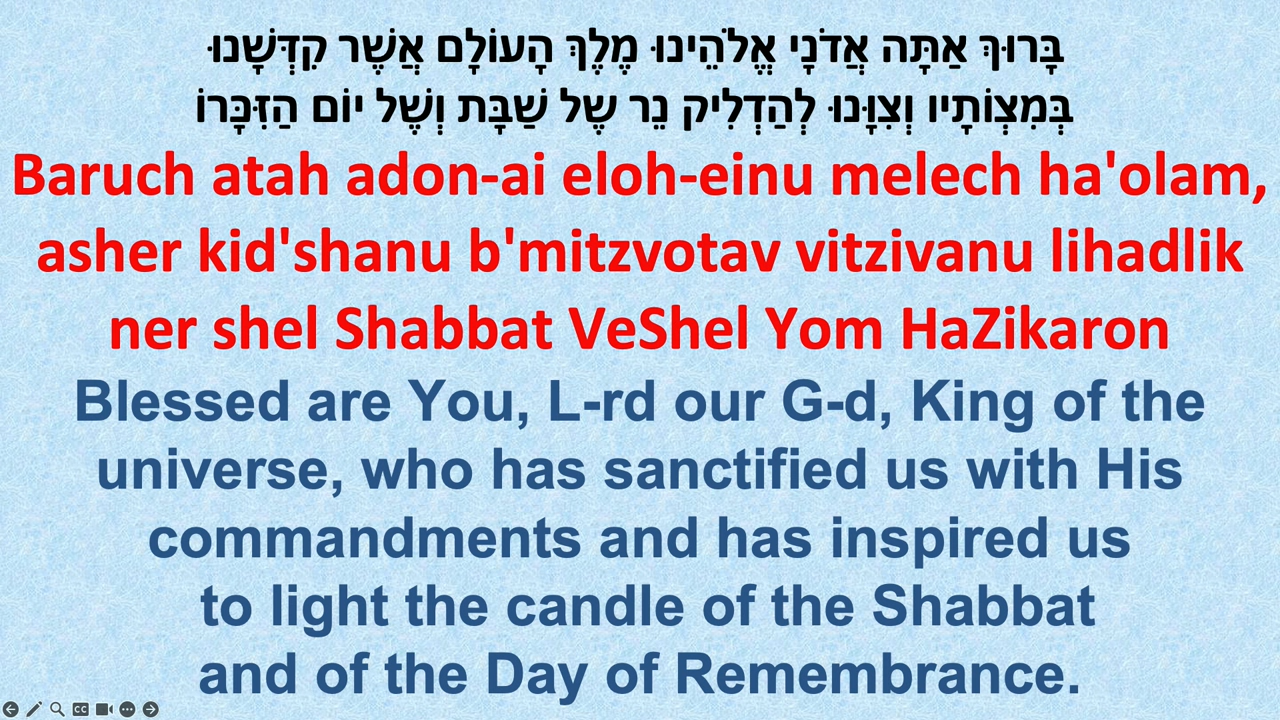 בָּרוּךְ אַתָּה אֲדֹנָי אֱלֹהֵינוּ מֶלֶךְ הָעוֹלָם אֲשֶׁר קִדְּשָׁנוּ
בְּמִצְוֹתָיו וְצִוָּנוּ לְהַדְלִיק נֵר שֶל שַׁבָּת וְשֶׁל יוֹם הַזִּכָּרוֹ
Baruch atah adon-ai eloh-einu melech ha'olam,
asher kid'shanu b'mitzvotav vitzivanu lihadlik
ner shel Shabbat VeShel Yom HaZikaron
Blessed are You, L-rd our G-d, King of the
universe, who has sanctified us with His
commandments and has inspired us
to light the candle of the Shabbat
and of the Day of Remembrance.
CC